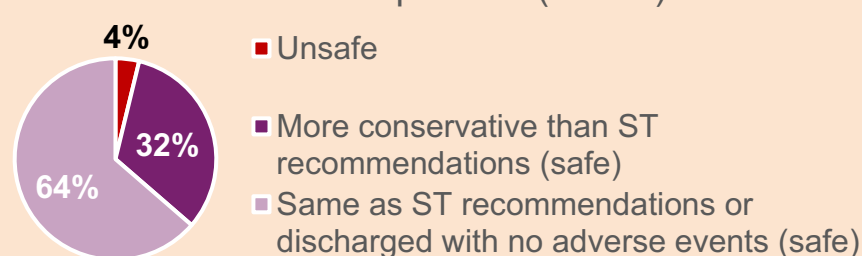 4%
Unsafe
32%
More conservative than ST
recommendations (safe)
64%
Same as ST recommendations or
discharged with no adverse events (safe)